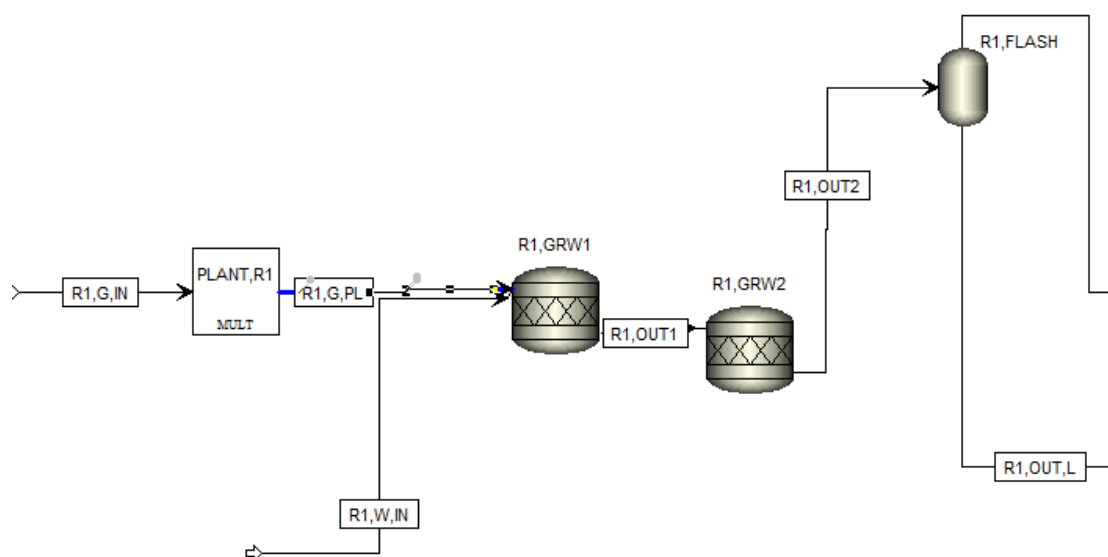 R1,FLASH
R1,OUT2
R1,GRW1
PLANT,R1
R1,GRW2
R1,G,IN
R1,G,PL
MULT
R1,OUT1
R1,OUT,L
R1,W,IN